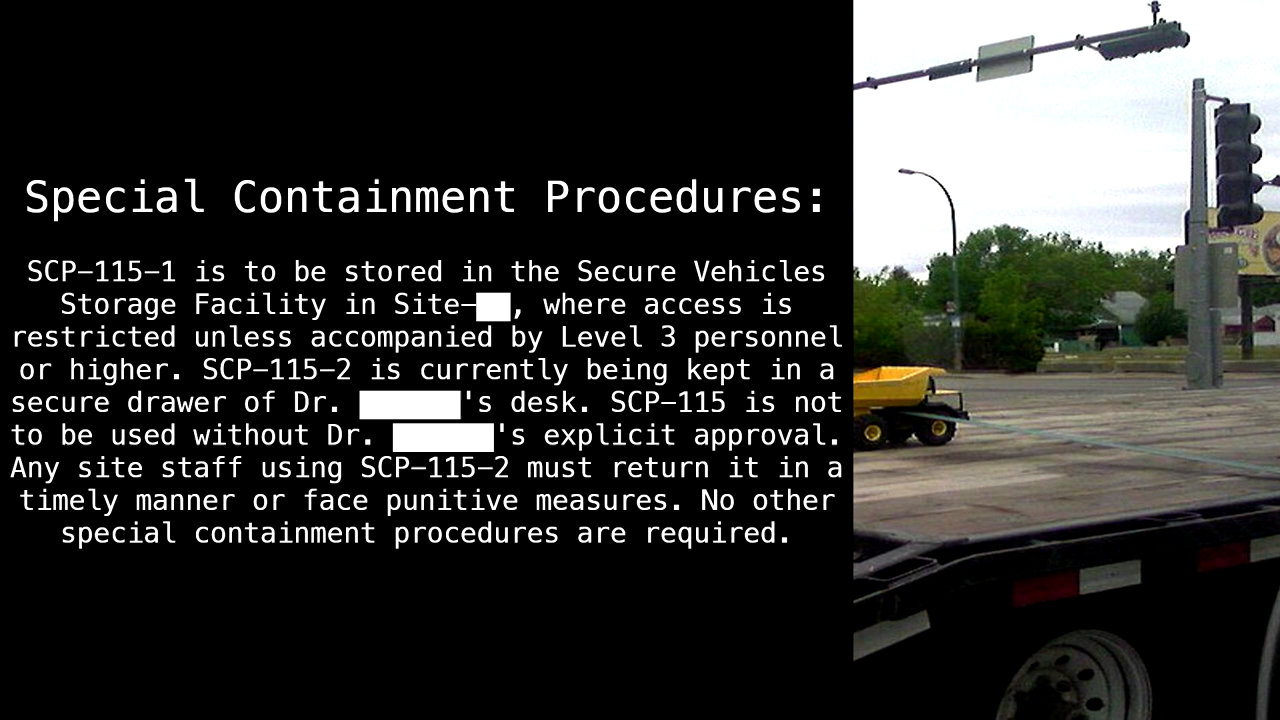 Special Containment Procedures:
SCP-115-1 is to be stored in the Secure Vehicles
Storage Facility in Site-██, where access is
restricted unless accompanied by Level 3 personnel
or higher. SCP-115-2 is currently being kept in a
secure drawer of Dr. ██████'s desk. SCP-115 is not
to be used without Dr. ██████'s explicit approval.
Any site staff using SCP-115-2 must return it in a
timely manner or face punitive measures. No other
special containment procedures are required.